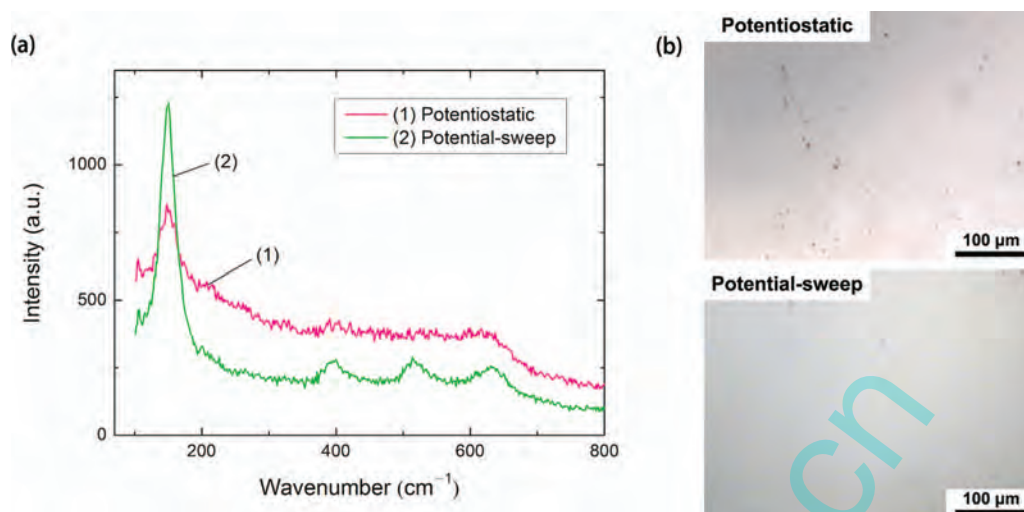 (a)
Intensity (a.u.)
1000
500
0
(1) Potentiostatic
(2) Potential-sweep
(2)
(1)
200
400
600
800
Wavenumber (cm⁻¹)
(b)
Potentiostatic
100 μm
Potential-sweep
100 μm
cn